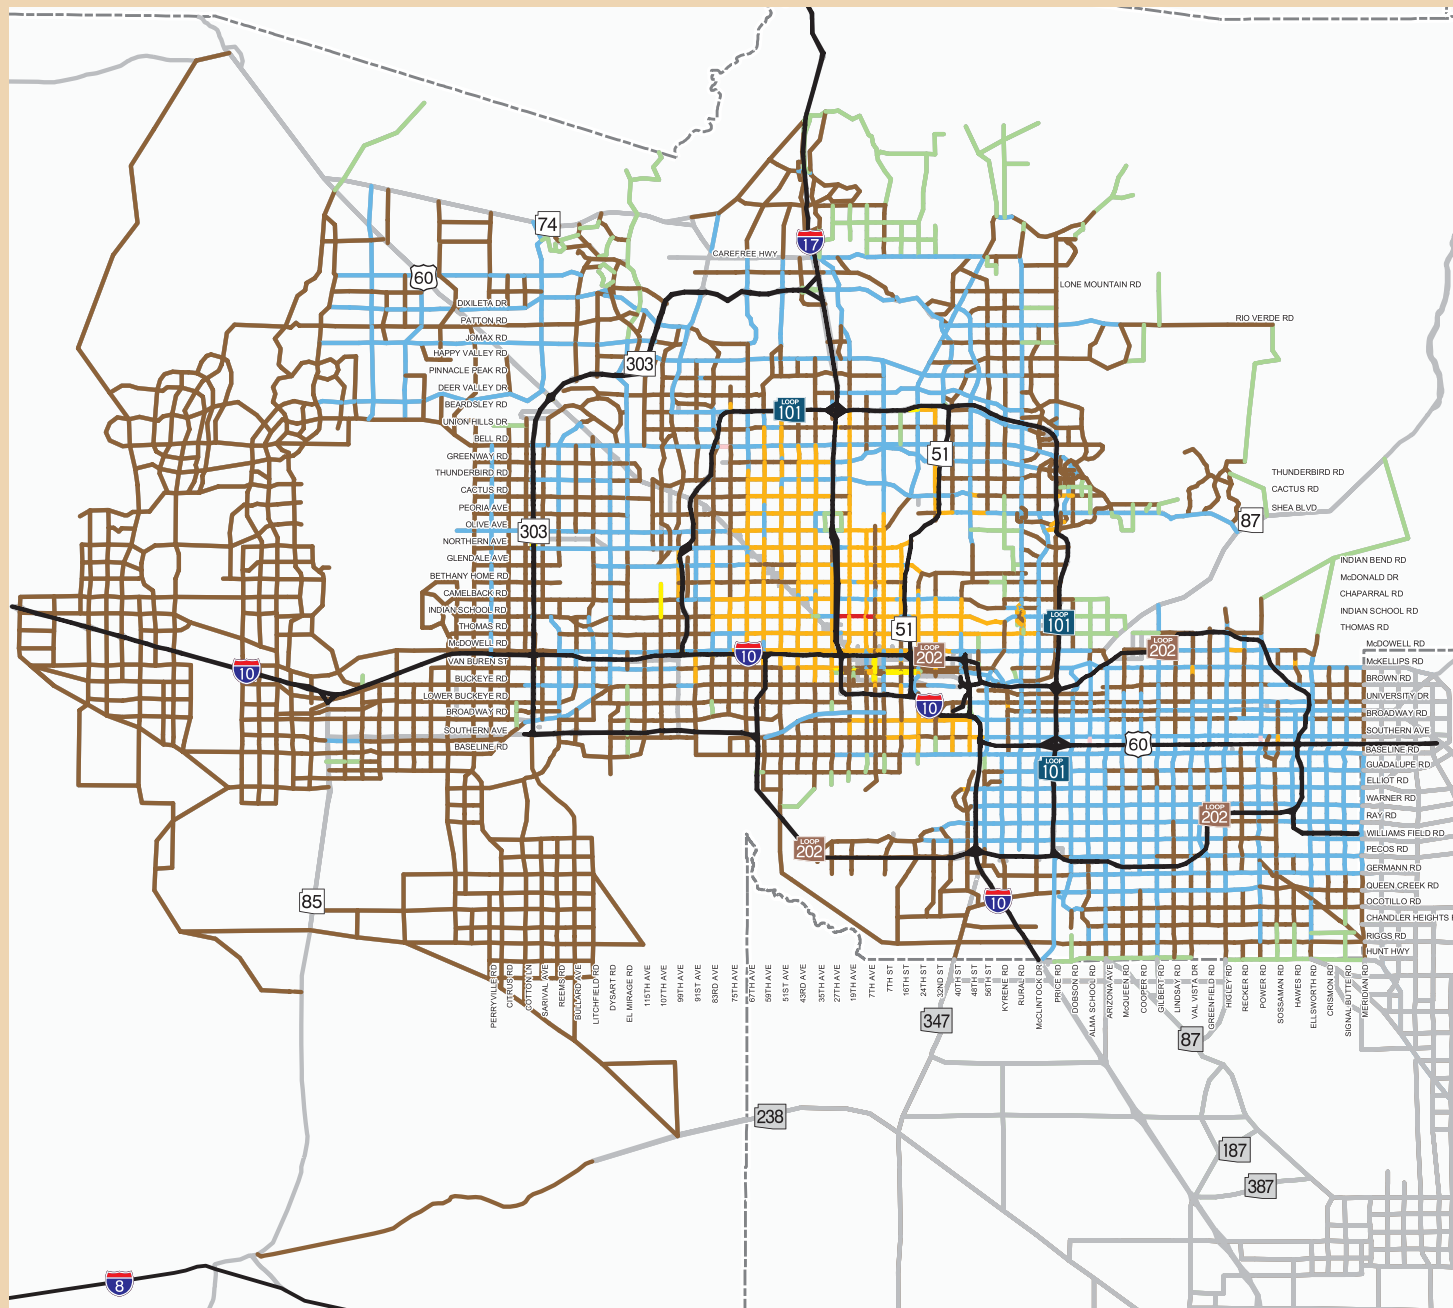 74
17
CAREFREE HWY
60
LONE MOUNTAIN RD
DIXILETA DR
PATTON RD
RIO VERDE RD
JOMAX RD
HAPPY VALLEY RD
303
PINNACLE PEAK RD
DEER VALLEY DR
BEARDSLEY RD
LOOP
101
UNION HILLS DR
BELL RD
51
GREENWAY RD
THUNDERBIRD RD
THUNDERBIRD RD
CACTUS RD
CACTUS RD
PEORIA AVE
SHEA BLVD
OLIVE AVE
87
303
NORTHERN AVE
GLENDALE AVE
INDIAN BEND RD
BETHANY HOME RD
McDONALD DR
CAMELBACK RD
CHAPARRAL RD
INDIAN SCHOOL RD
INDIAN SCHOOL RD
LOOP
101
THOMAS RD
THOMAS RD
51
McDOWELL RD
McDOWELL RD
LOOP
202
10
LOOP
202
VAN BUREN ST
McKELLIPS RD
10
BUCKEYE RD
BROWN RD
LOWER BUCKEYE RD
UNIVERSITY DR
10
BROADWAY RD
BROADWAY RD
SOUTHERN AVE
SOUTHERN AVE
60
BASELINE RD
BASELINE RD
GUADALUPE RD
LOOP
101
ELLIOT RD
WARNER RD
LOOP
202
RAY RD
WILLIAMS FIELD RD
LOOP
202
PECOS RD
GERMANN RD
QUEEN CREEK RD
85
10
OCOTILLO RD
CHANDLER HEIGHTS
RIGGS RD
HUNT HWY
PERRYVILLE RD
CITRUS RD
COTTON LN
SARIVAL AVE
REEMS RD
BULLARD AVE
LITCHFIELD RD
DYSART RD
EL MIRAGE RD
115TH AVE
107TH AVE
99TH AVE
91ST AVE
83RD AVE
75TH AVE
67TH AVE
59TH AVE
51ST AVE
43RD AVE
35TH AVE
27TH AVE
19TH AVE
7TH AVE
7TH ST
16TH ST
24TH ST
32ND ST
40TH ST
48TH ST
56TH ST
KYRENE RD
RURAL RD
McCLINTOCK DR
PRICE RD
DOBSON RD
ALMA SCHOOL RD
ARIZONA AVE
McQUEEN RD
COOPER RD
GILBERT RD
LINDSAY RD
VAL VISTA DR
GREENFIELD RD
HIGLEY RD
RECKER RD
POWER RD
SOSSAMAN RD
HAWES RD
ELLSWORTH RD
CRISMON RD
SIGNAL BUTTE RD
MERIDIAN RD
347
87
238
187
387
8